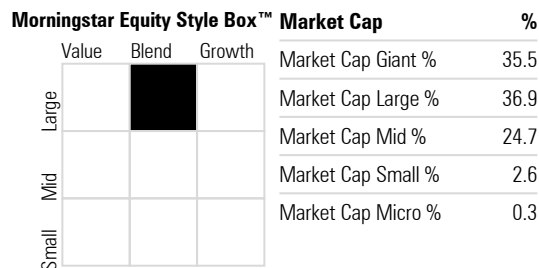 Morningstar Equity Style Box™
Value Blend Growth
Large
Mid
Small
Market Cap %
Market Cap Giant % 35.5
Market Cap Large % 36.9
Market Cap Mid % 24.7
Market Cap Small % 2.6
Market Cap Micro % 0.3